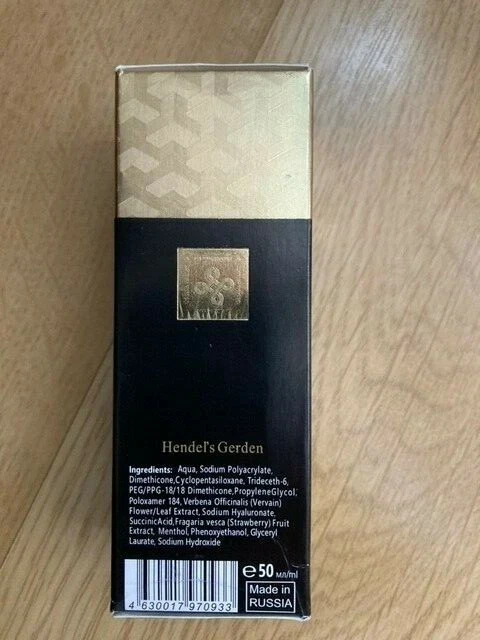 Hendel's Gerden
Ingredients: Aqua, Sodium Polyacrylate,
Dimethicone,Cyclopentasiloxane, Trideceth-6,
PEG/PPG-18/18 Dimethicone,PropyleneGlycol,
Poloxamer 184, Verbena Officinalis (Vervain)
Flower/Leaf Extract, Sodium Hyaluronate,
SuccinicAcid,Fragaria vesca (Strawberry) Fruit
Extract, Menthol, Phenoxyethanol, Glyceryl
Laurate, Sodium Hydroxide
℮ 50 мл/ml
Made in
RUSSIA
4 630017 970933